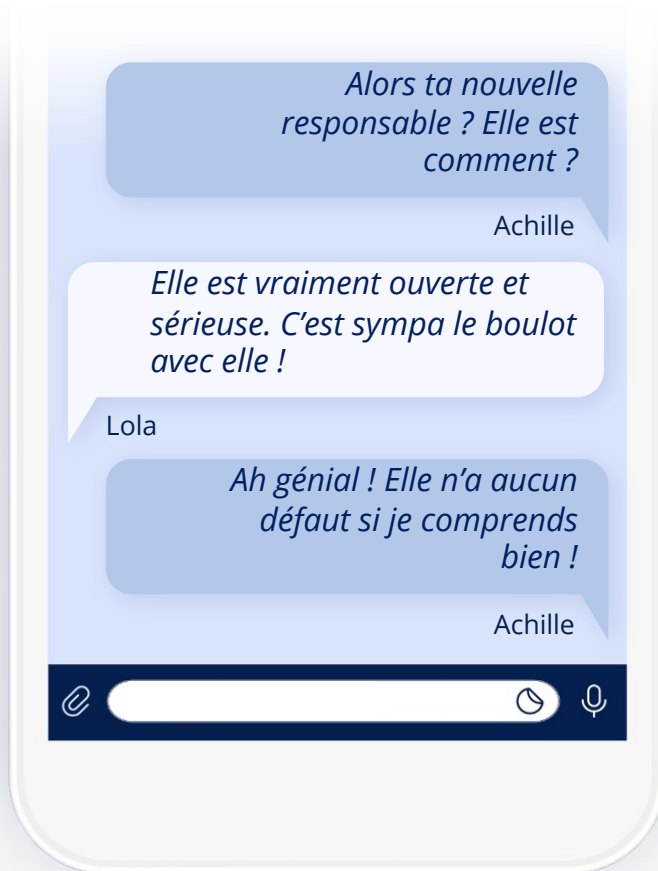 Alors ta nouvelle
responsable ? Elle est
comment ?
Achille
Elle est vraiment ouverte et
sérieuse. C’est sympa le boulot
avec elle !
Lola
Ah génial ! Elle n’a aucun
défaut si je comprends
bien !
Achille